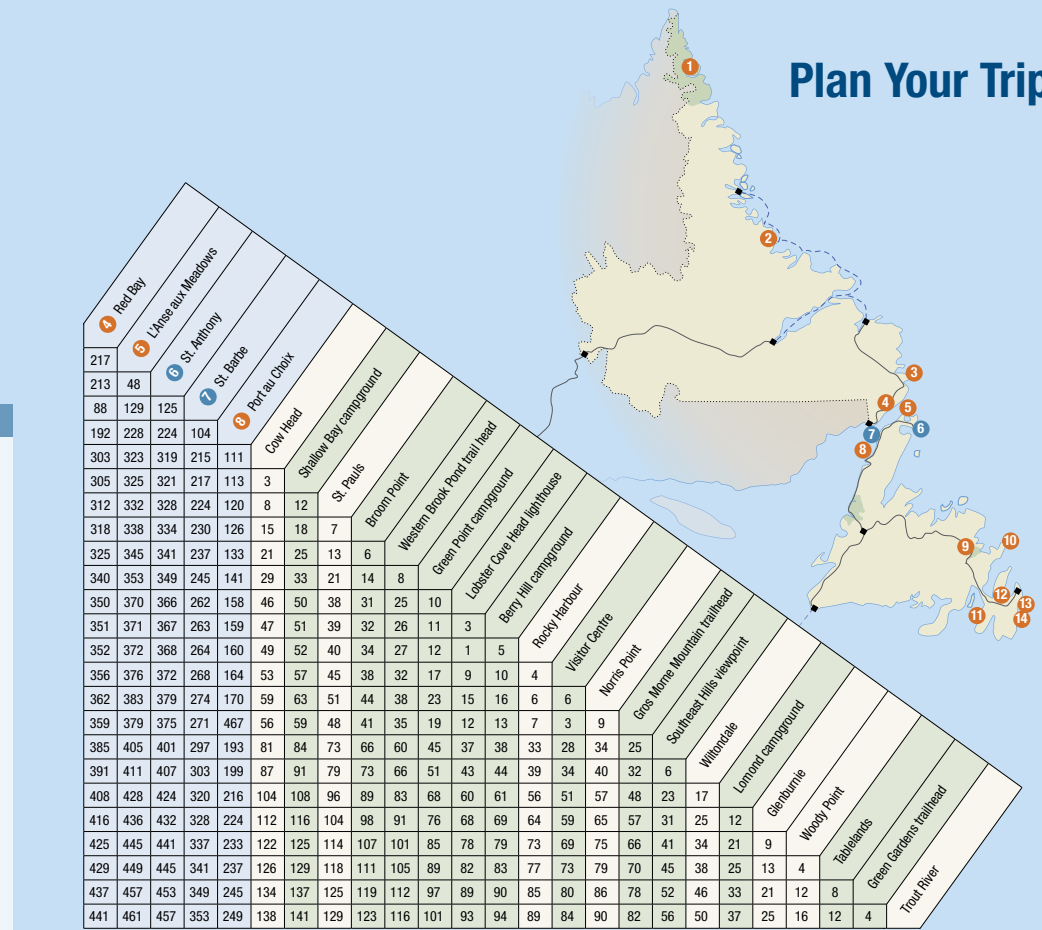 Plan Your Trip
1
2
3
4
5
6
7
8
9
10
11
12
13
14
4 Red Bay
5 L'Anse aux Meadows
6 St. Anthony
7 St. Barbe
8 Port au Choix
Cow Head
Shallow Bay campground
St. Pauls
Broom Point
Western Brook Pond trail head
Green Point campground
Lobster Cove Head lighthouse
Berry Hill campground
Rocky Harbour
Visitor Centre
Norris Point
Gros Morne Mountain trailhead
Southeast Hills viewpoint
Wiltondale
Lomond campground
Glenburnie
Woody Point
Tablelands
Green Gardens trailhead
Trout River
217
213 48
88 129 125
192 228 224 104
303 323 319 215 111
305 325 321 217 113 3
312 332 328 224 120 8 12
318 338 334 230 126 15 18 7
325 345 341 237 133 21 25 13 6
340 353 349 245 141 29 33 21 14 8
350 370 366 262 158 46 50 38 31 25 10
351 371 367 263 159 47 51 39 32 26 11 3
352 372 368 264 160 49 52 40 34 27 12 1 5
356 376 372 268 164 53 57 45 38 32 17 9 10 4
362 383 379 274 170 59 63 51 44 38 23 15 16 6 6
359 379 375 271 467 56 59 48 41 35 19 12 13 7 3 9
385 405 401 297 193 81 84 73 66 60 45 37 38 33 28 34 25
391 411 407 303 199 87 91 79 73 66 51 43 44 39 34 40 32 6
408 428 424 320 216 104 108 96 89 83 68 60 61 56 51 57 48 23 17
416 436 432 328 224 112 116 104 98 91 76 68 69 64 59 65 57 31 25 12
425 445 441 337 233 122 125 114 107 101 85 78 79 73 69 75 66 41 34 21 9
429 449 445 341 237 126 129 118 111 105 89 82 83 77 73 79 70 45 38 25 13 4
437 457 453 349 245 134 137 125 119 112 97 89 90 85 80 86 78 52 46 33 21 12 8
441 461 457 353 249 138 141 129 123 116 101 93 94 89 84 90 82 56 50 37 25 16 12 4